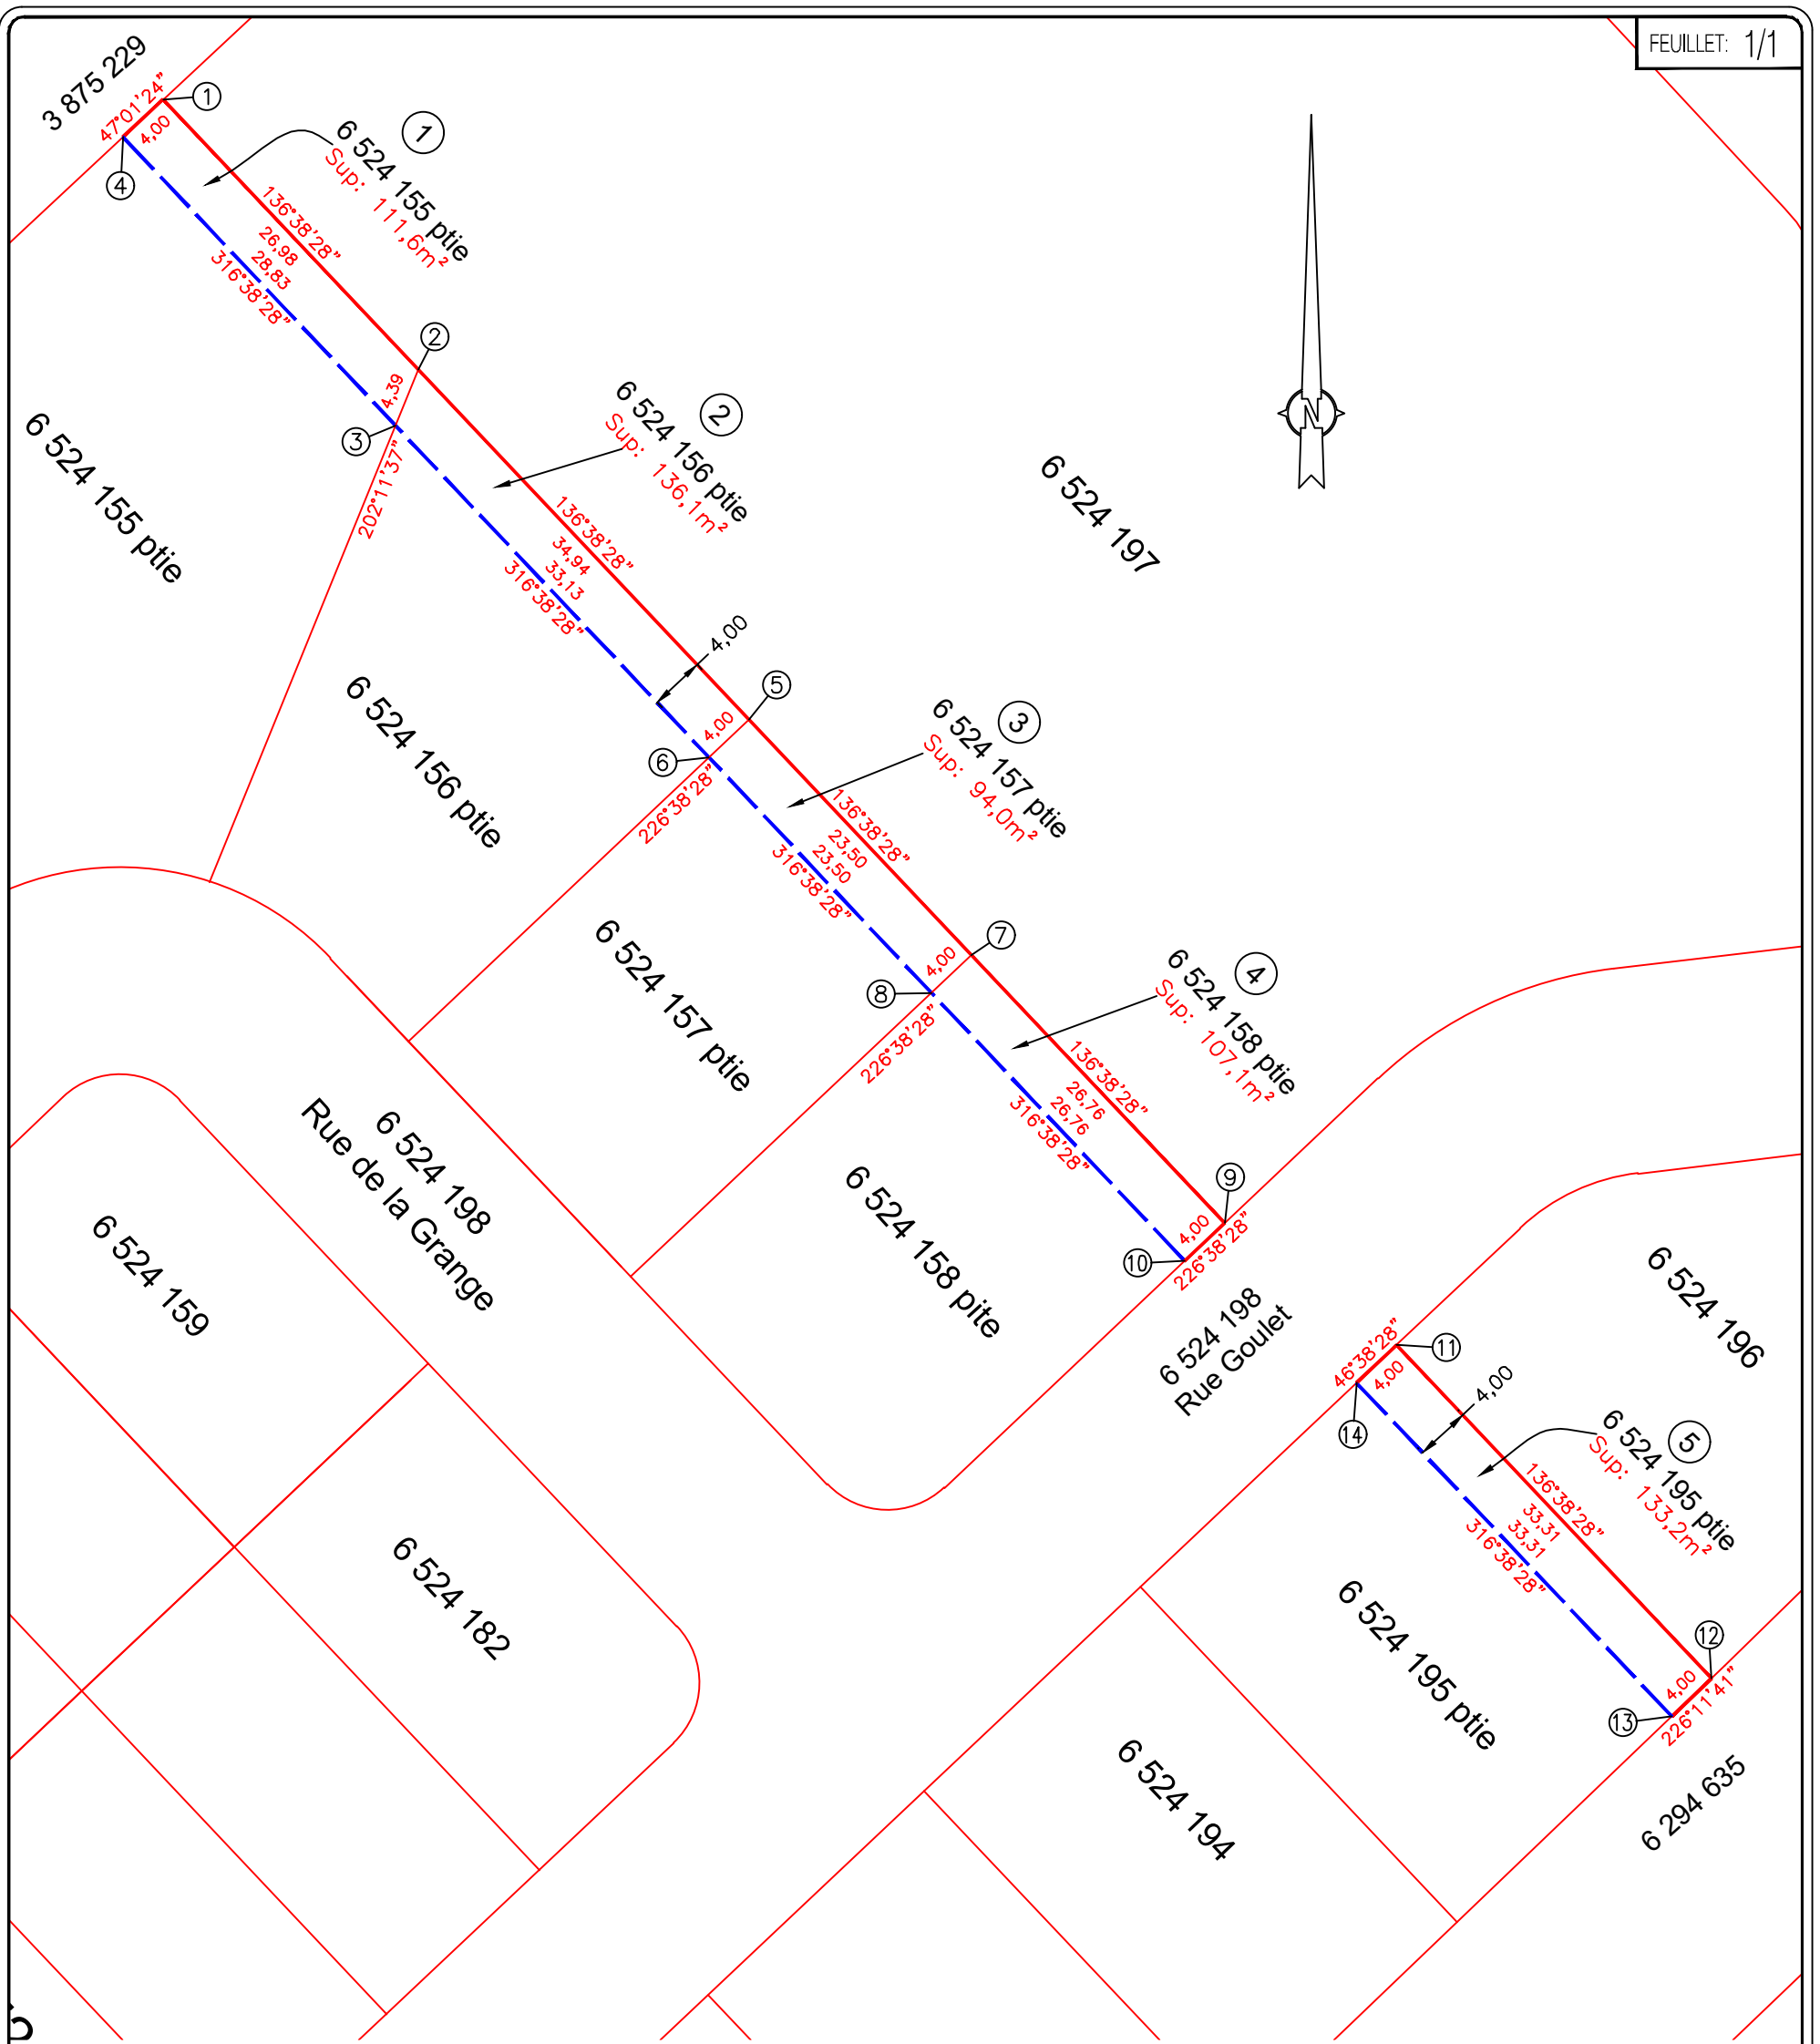 FEUILLET: 1/1
3 875 229
47°01'24"
4,00
1
4
1
6 524 155 ptie
Sup: 111,6m²
136°38'28"
26,98
28,83
316°38'28"
2
4,39
3
202°11'37"
6 524 155 ptie
2
6 524 156 ptie
Sup: 136,1m²
N
6 524 197
136°38'28"
34,94
33,13
316°38'28"
4,00
6 524 156 ptie
5
4,00
6
226°38'28"
3
6 524 157 ptie
Sup: 94,0m²
136°38'28"
23,50
23,50
316°38'28"
6 524 157 ptie
7
4,00
8
226°38'28"
4
6 524 158 ptie
Sup: 107,1m²
136°38'28"
26,76
26,76
316°38'28"
6 524 198
Rue de la Grange
6 524 158 pite
9
4,00
10
226°38'28"
6 524 159
6 524 198
Rue Goulet
6 524 196
46°38'28"
4,00
11
14
4,00
5
6 524 195 ptie
Sup: 133,2m²
136°38'28"
33,31
33,31
316°38'28"
6 524 182
6 524 195 ptie
12
4,00
13
226°11'41"
6 524 194
6 294 635